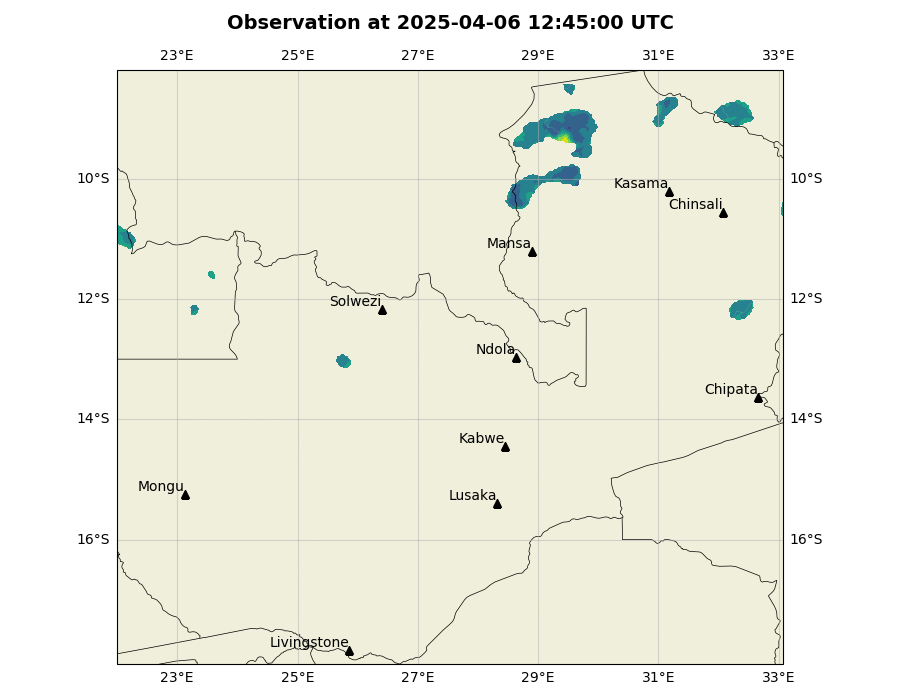 Observation at 2025-04-06 12:45:00 UTC
23°E 25°E 27°E 29°E 31°E 33°E
10°S 10°S
Kasama
Chinsali
Mansa
12°S 12°S
Solwezi
Ndola
Chipata
14°S 14°S
Kabwe
Mongu
Lusaka
16°S 16°S
Livingstone
23°E 25°E 27°E 29°E 31°E 33°E